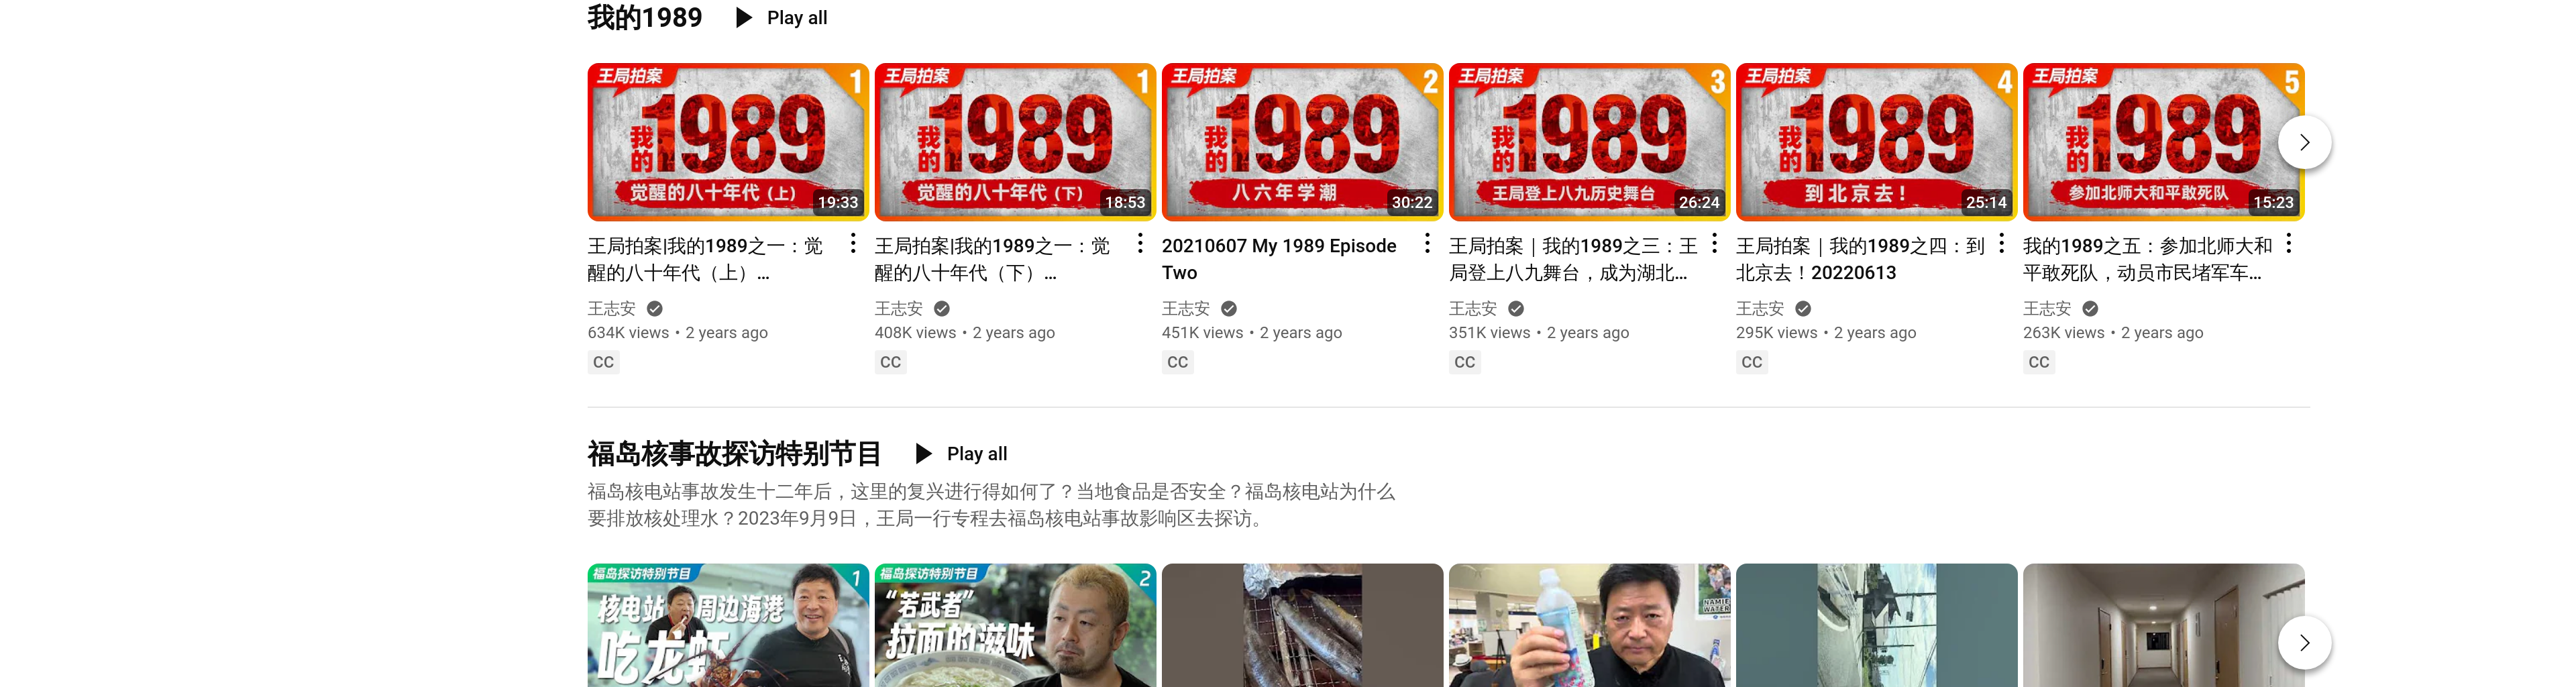 我的1989 Play all
王局拍案 1
我的1989
觉醒的八十年代（上）
19:33
王局拍案 1
我的1989
觉醒的八十年代（下）
18:53
王局拍案 2
我的1989
八六年学潮
30:22
王局拍案 3
我的1989
王局登上八九历史舞台
26:24
王局拍案 4
我的1989
到北京去！
25:14
王局拍案 5
我的1989
参加北师大和平敢死队
15:23
王局拍案|我的1989之一：觉
醒的八十年代（上）...
王志安
634K views • 2 years ago
CC
王局拍案|我的1989之一：觉
醒的八十年代（下）...
王志安
408K views • 2 years ago
CC
20210607 My 1989 Episode
Two
王志安
451K views • 2 years ago
CC
王局拍案｜我的1989之三：王
局登上八九舞台，成为湖北...
王志安
351K views • 2 years ago
CC
王局拍案｜我的1989之四：到
北京去！20220613
王志安
295K views • 2 years ago
CC
我的1989之五：参加北师大和
平敢死队，动员市民堵军车...
王志安
263K views • 2 years ago
CC
福岛核事故探访特别节目 Play all
福岛核电站事故发生十二年后，这里的复兴进行得如何了？当地食品是否安全？福岛核电站为什么
要排放核处理水？2023年9月9日，王局一行专程去福岛核电站事故影响区去探访。
福岛探访特别节目 1
核电站周边海港
吃龙虾
福岛探访特别节目 2
“若武者”
拉面的滋味
NAMIE
WATER